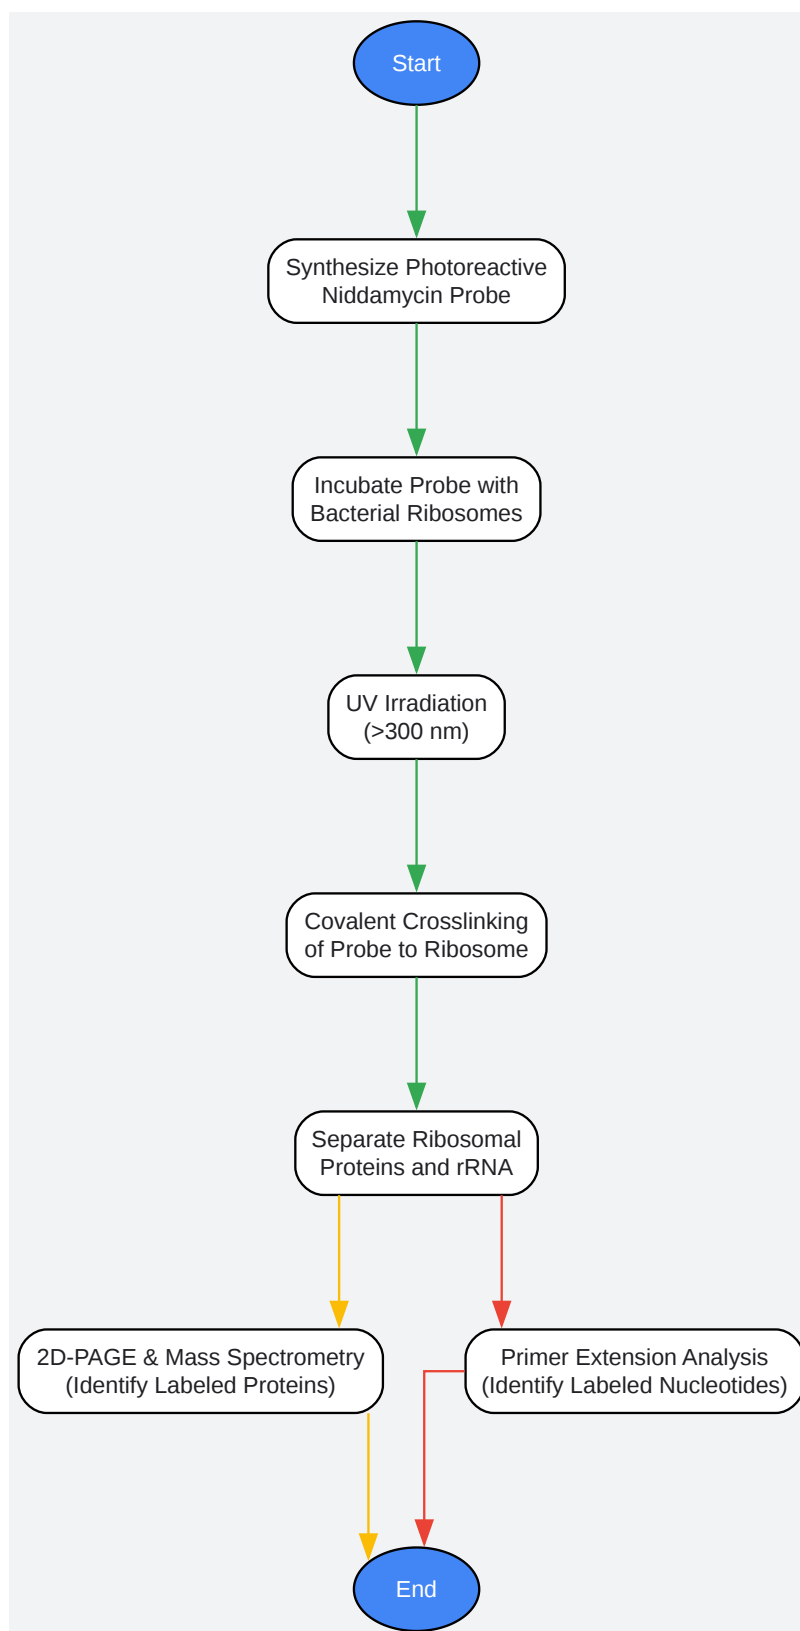 Start
Synthesize Photoreactive
Niddamycin Probe
Incubate Probe with
Bacterial Ribosomes
UV Irradiation
(>300 nm)
Covalent Crosslinking
of Probe to Ribosome
Separate Ribosomal
Proteins and rRNA
2D-PAGE & Mass Spectrometry
(Identify Labeled Proteins)
Primer Extension Analysis
(Identify Labeled Nucleotides)
End